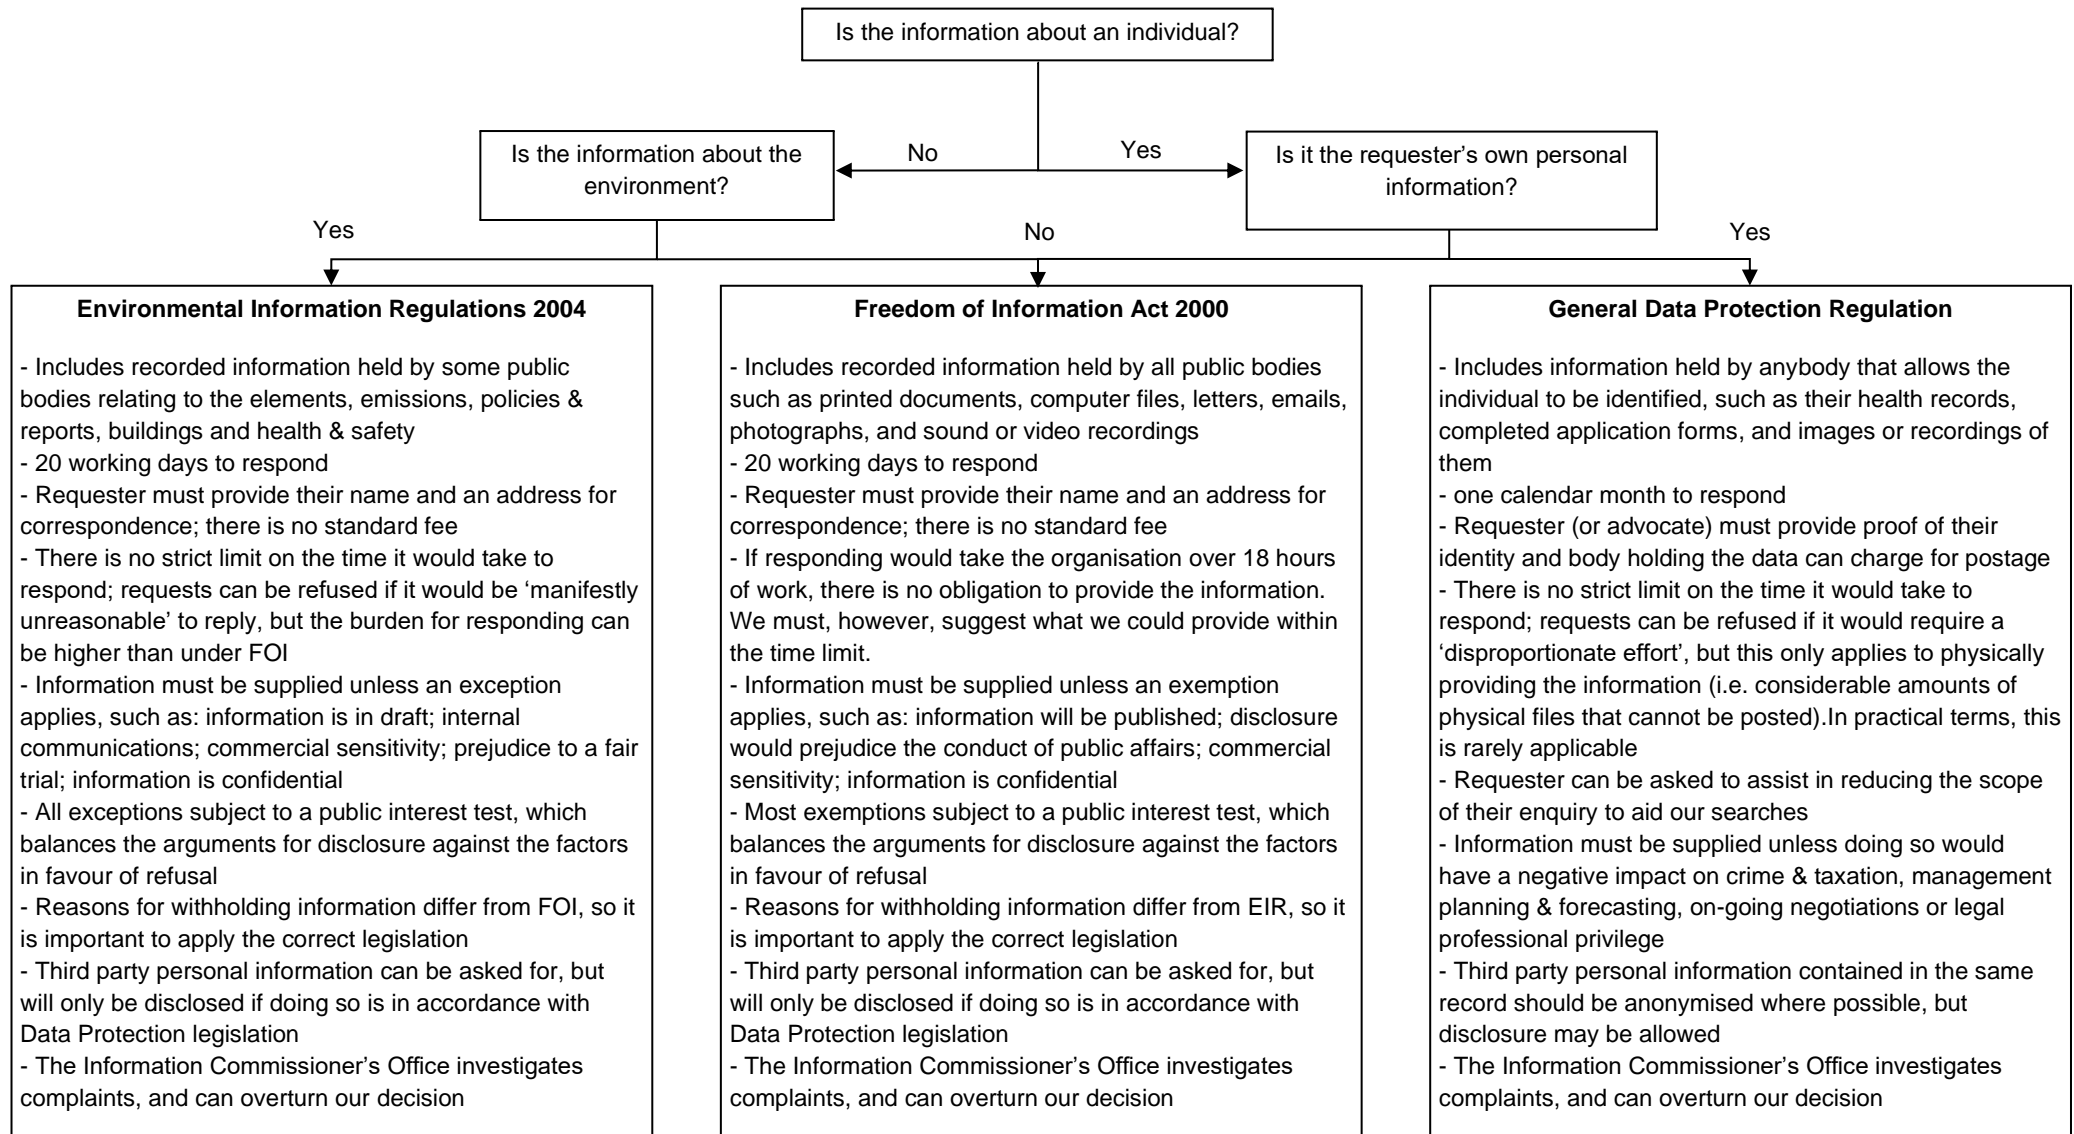 Is the information about an individual?
Is the information about the
environment?
No
Yes
Is it the requester’s own personal
information?
Yes
No
Yes
Environmental Information Regulations 2004
- Includes recorded information held by some public
bodies relating to the elements, emissions, policies &
reports, buildings and health & safety
- 20 working days to respond
- Requester must provide their name and an address for
correspondence; there is no standard fee
- There is no strict limit on the time it would take to
respond; requests can be refused if it would be ‘manifestly
unreasonable’ to reply, but the burden for responding can
be higher than under FOI
- Information must be supplied unless an exception
applies, such as: information is in draft; internal
communications; commercial sensitivity; prejudice to a fair
trial; information is confidential
- All exceptions subject to a public interest test, which
balances the arguments for disclosure against the factors
in favour of refusal
- Reasons for withholding information differ from FOI, so it
is important to apply the correct legislation
- Third party personal information can be asked for, but
will only be disclosed if doing so is in accordance with
Data Protection legislation
- The Information Commissioner’s Office investigates
complaints, and can overturn our decision
Freedom of Information Act 2000
- Includes recorded information held by all public bodies
such as printed documents, computer files, letters, emails,
photographs, and sound or video recordings
- 20 working days to respond
- Requester must provide their name and an address for
correspondence; there is no standard fee
- If responding would take the organisation over 18 hours
of work, there is no obligation to provide the information.
We must, however, suggest what we could provide within
the time limit.
- Information must be supplied unless an exemption
applies, such as: information will be published; disclosure
would prejudice the conduct of public affairs; commercial
sensitivity; information is confidential
- Most exemptions subject to a public interest test, which
balances the arguments for disclosure against the factors
in favour of refusal
- Reasons for withholding information differ from EIR, so it
is important to apply the correct legislation
- Third party personal information can be asked for, but
will only be disclosed if doing so is in accordance with
Data Protection legislation
- The Information Commissioner’s Office investigates
complaints, and can overturn our decision
General Data Protection Regulation
- Includes information held by anybody that allows the
individual to be identified, such as their health records,
completed application forms, and images or recordings of
them
- one calendar month to respond
- Requester (or advocate) must provide proof of their
identity and body holding the data can charge for postage
- There is no strict limit on the time it would take to
respond; requests can be refused if it would require a
‘disproportionate effort’, but this only applies to physically
providing the information (i.e. considerable amounts of
physical files that cannot be posted).In practical terms, this
is rarely applicable
- Requester can be asked to assist in reducing the scope
of their enquiry to aid our searches
- Information must be supplied unless doing so would
have a negative impact on crime & taxation, management
planning & forecasting, on-going negotiations or legal
professional privilege
- Third party personal information contained in the same
record should be anonymised where possible, but
disclosure may be allowed
- The Information Commissioner’s Office investigates
complaints, and can overturn our decision